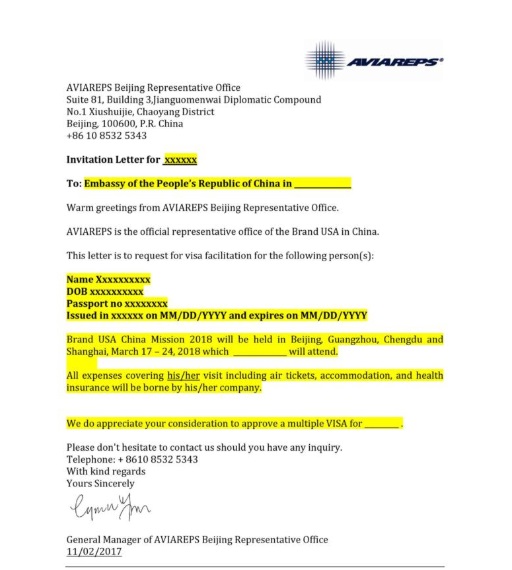 AVIAREPS®
AVIAREPS Beijing Representative Office
Suite 81, Building 3,Jianguomenwai Diplomatic Compound
No.1 Xiushuijie, Chaoyang District
Beijing, 100600, P.R. China
+86 10 8532 5343
Invitation Letter for xxxxxx
To: Embassy of the People's Republic of China in ____________
Warm greetings from AVIAREPS Beijing Representative Office.
AVIAREPS is the official representative office of the Brand USA in China.
This letter is to request for visa facilitation for the following person(s):
Name Xxxxxxxxxx
DOB xxxxxxxxxx
Passport no xxxxxxxx
Issued in xxxxxx on MM/DD/YYYY and expires on MM/DD/YYYY
Brand USA China Mission 2018 will be held in Beijing, Guangzhou, Chengdu and
Shanghai, March 17 – 24, 2018 which ____________ will attend.
All expenses covering his/her visit including air tickets, accommodation, and health
insurance will be borne by his/her company.
We do appreciate your consideration to approve a multiple VISA for ________ .
Please don't hesitate to contact us should you have any inquiry.
Telephone: + 8610 8532 5343
With kind regards
Yours Sincerely
General Manager of AVIAREPS Beijing Representative Office
11/02/2017